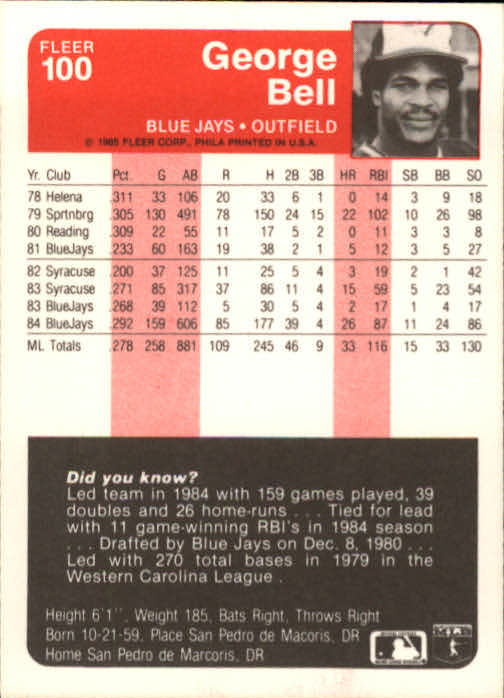 FLEER
100
George
Bell
BLUE JAYS • OUTFIELD
© 1985 FLEER CORP., PHILA PRINTED IN U.S.A.
Yr. Club Pct. G AB R H 2B 3B HR RBI SB BB SO
78 Helena .311 33 106 20 33 6 1 0 14 3 9 18
79 Sprtnbrg .305 130 491 78 150 24 15 22 102 10 26 98
80 Reading .309 22 55 11 17 5 2 0 11 3 3 8
81 BlueJays .233 60 163 19 38 2 1 5 12 3 5 27
82 Syracuse .200 37 125 11 25 5 4 3 19 2 1 42
83 Syracuse .271 85 317 37 86 11 4 15 59 5 23 54
83 BlueJays .268 39 112 5 30 5 4 2 17 1 4 17
84 BlueJays .292 159 606 85 177 39 4 26 87 11 24 86
ML Totals .278 258 881 109 245 46 9 33 116 15 33 130
Did you know?
Led team in 1984 with 159 games played, 39
doubles and 26 home-runs . . . Tied for lead
with 11 game-winning RBI's in 1984 season
. . . Drafted by Blue Jays on Dec. 8, 1980 . . .
Led with 270 total bases in 1979 in the
Western Carolina League .
Height 6'1", Weight 185, Bats Right, Throws Right
Born 10-21-59, Place San Pedro de Macoris, DR
Home San Pedro de Marcoris, DR